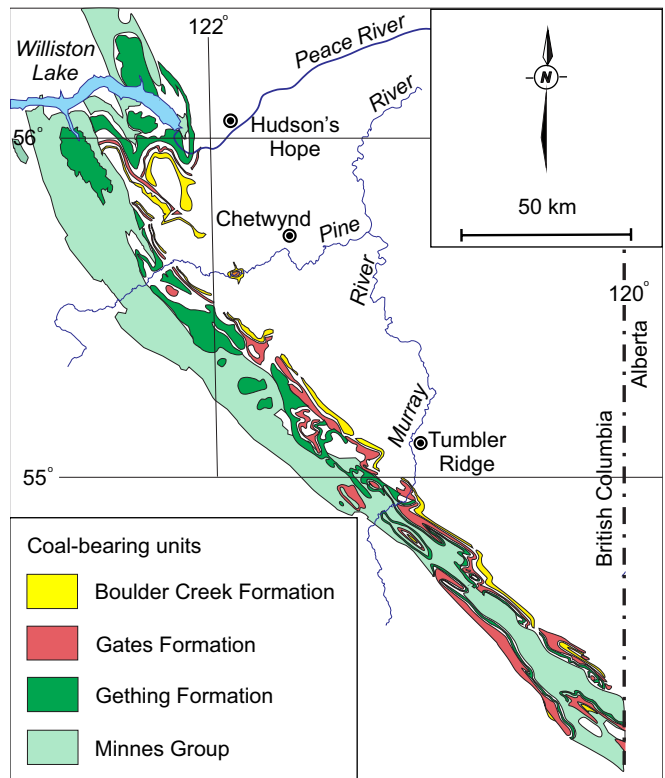 122°
Williston
Lake
Peace River
River
N
56°
Hudson's
Hope
50 km
Chetwynd
Pine
River
120°
Alberta
British Columbia
Murray
Tumbler
Ridge
55°
Coal-bearing units
Boulder Creek Formation
Gates Formation
Gething Formation
Minnes Group